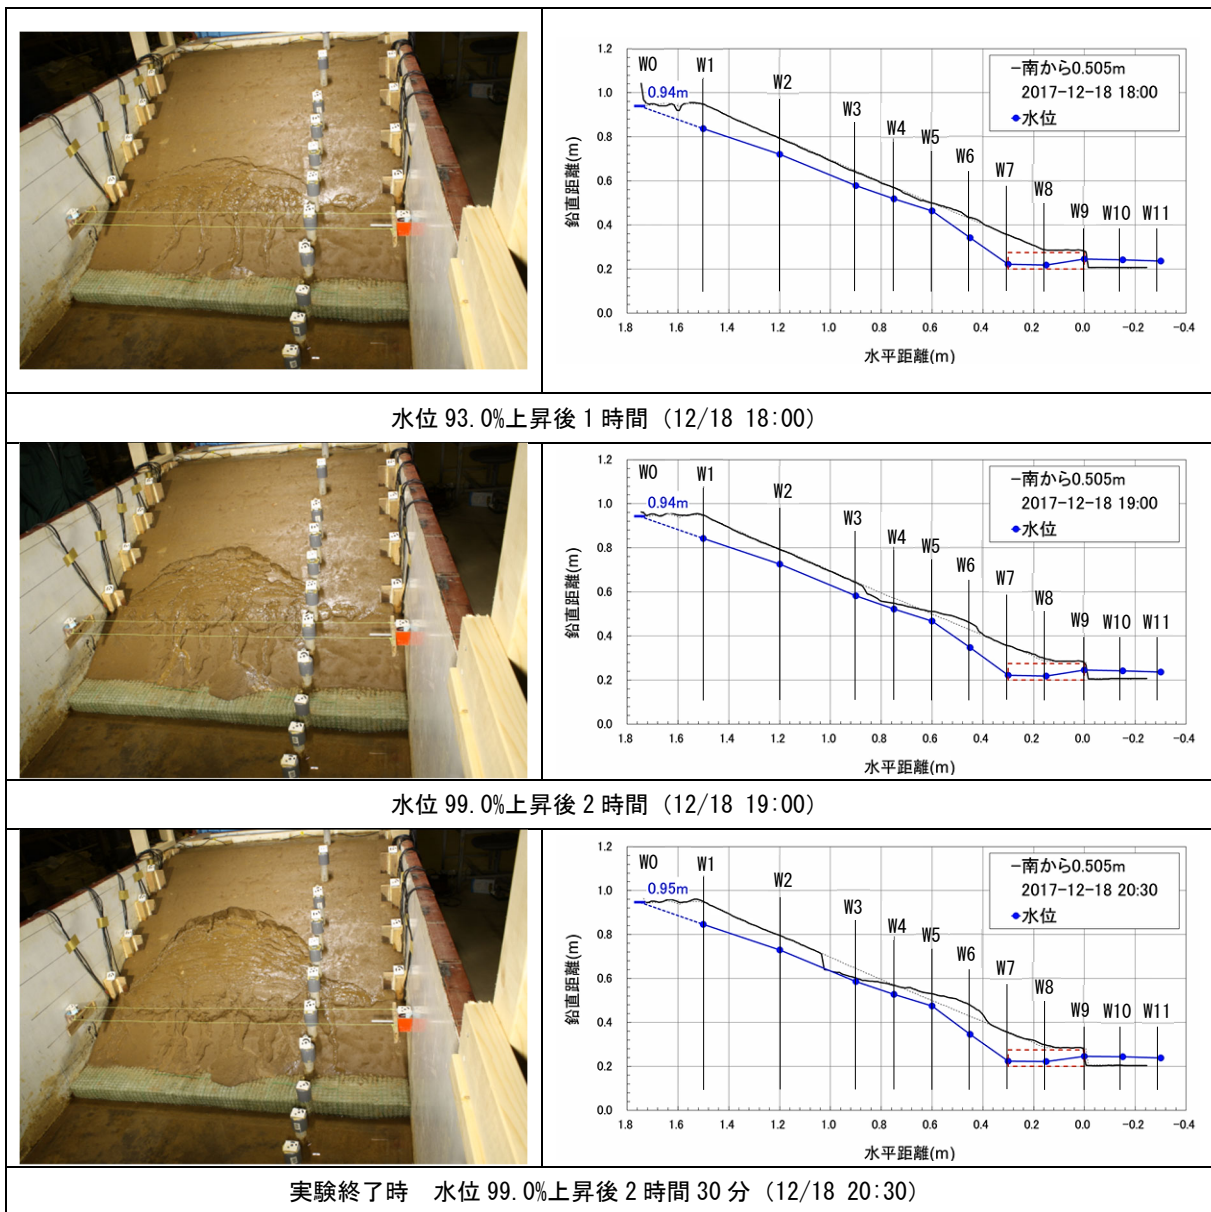 1.2
1.0
0.8
0.6
0.4
0.2
0.0
鉛直距離(m)
W0
W1
W2
W3
W4
W5
W6
W7
W8
W9
W10
W11
0.94m
南から0.505m
2017-12-18 18:00
水位
1.8
1.6
1.4
1.2
1.0
0.8
0.6
0.4
0.2
0.0
-0.2
-0.4
水平距離(m)
水位 93.0%上昇後 1 時間 (12/18 18:00)
1.2
1.0
0.8
0.6
0.4
0.2
0.0
鉛直距離(m)
W0
W1
W2
W3
W4
W5
W6
W7
W8
W9
W10
W11
0.94m
南から0.505m
2017-12-18 19:00
水位
1.8
1.6
1.4
1.2
1.0
0.8
0.6
0.4
0.2
0.0
-0.2
-0.4
水平距離(m)
水位 99.0%上昇後 2 時間 (12/18 19:00)
1.2
1.0
0.8
0.6
0.4
0.2
0.0
鉛直距離(m)
W0
W1
W2
W3
W4
W5
W6
W7
W8
W9
W10
W11
0.95m
南から0.505m
2017-12-18 20:30
水位
1.8
1.6
1.4
1.2
1.0
0.8
0.6
0.4
0.2
0.0
-0.2
-0.4
水平距離(m)
実験終了時 水位 99.0%上昇後 2 時間 30 分 (12/18 20:30)